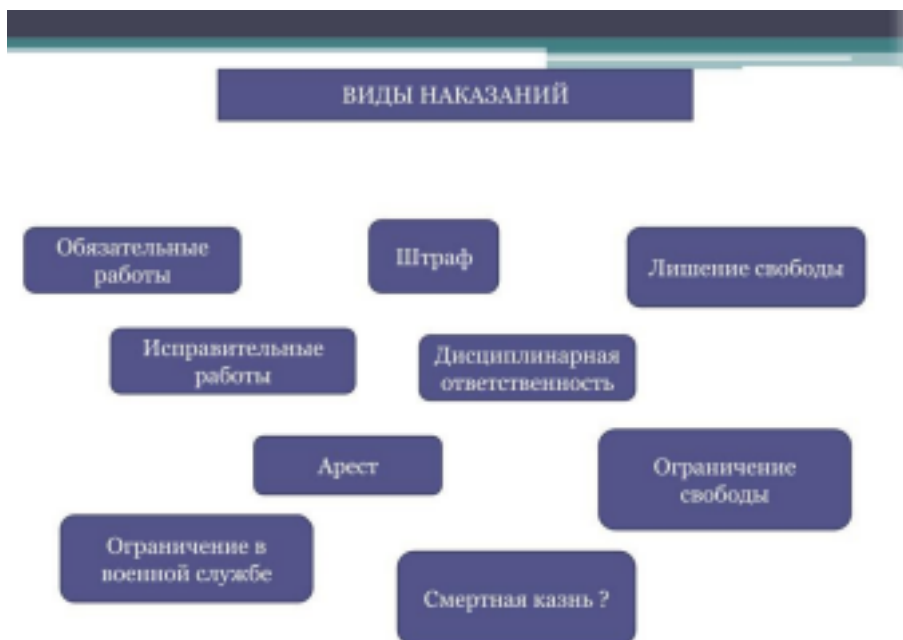 ВИДЫ НАКАЗАНИЙ
Обязательные
работы
Штраф
Лишение свободы
Исправительные
работы
Дисциплинарная
ответственность
Арест
Ограничение
свободы
Ограничение в
военной службе
Смертная казнь ?